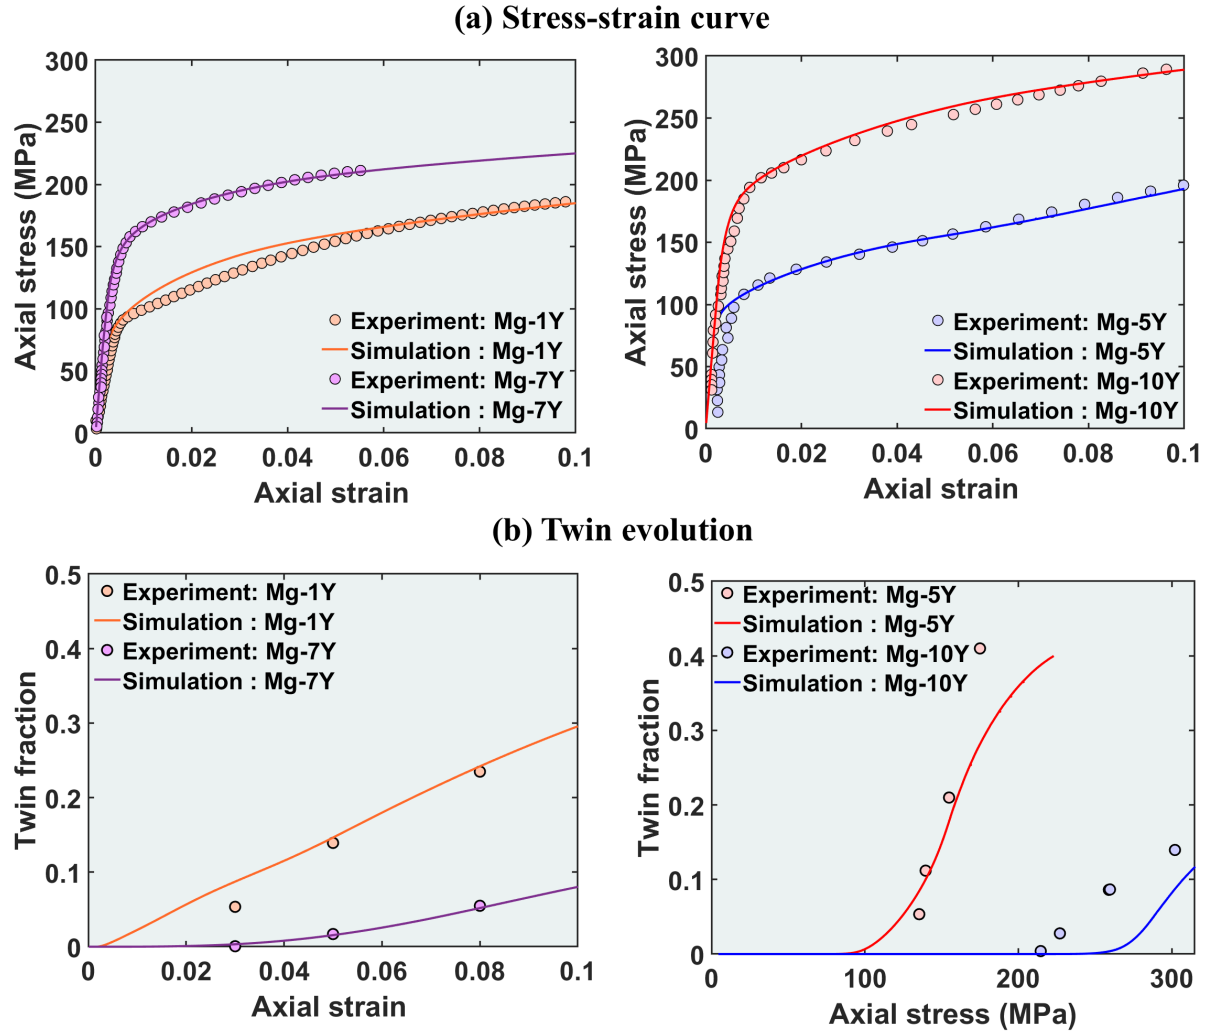 (a) Stress-strain curve
300
250
200
150
100
50
0
0 0.02 0.04 0.06 0.08 0.1
Axial stress (MPa)
Axial strain
Experiment: Mg-1Y
Simulation : Mg-1Y
Experiment: Mg-7Y
Simulation : Mg-7Y
300
250
200
150
100
50
0
0 0.02 0.04 0.06 0.08 0.1
Axial stress (MPa)
Axial strain
Experiment: Mg-5Y
Simulation : Mg-5Y
Experiment: Mg-10Y
Simulation : Mg-10Y
(b) Twin evolution
0.5
0.4
0.3
0.2
0.1
0
0 0.02 0.04 0.06 0.08 0.1
Twin fraction
Axial strain
Experiment: Mg-1Y
Simulation : Mg-1Y
Experiment: Mg-7Y
Simulation : Mg-7Y
0.5
0.4
0.3
0.2
0.1
0
0 100 200 300
Twin fraction
Axial stress (MPa)
Experiment: Mg-5Y
Simulation : Mg-5Y
Experiment: Mg-10Y
Simulation : Mg-10Y